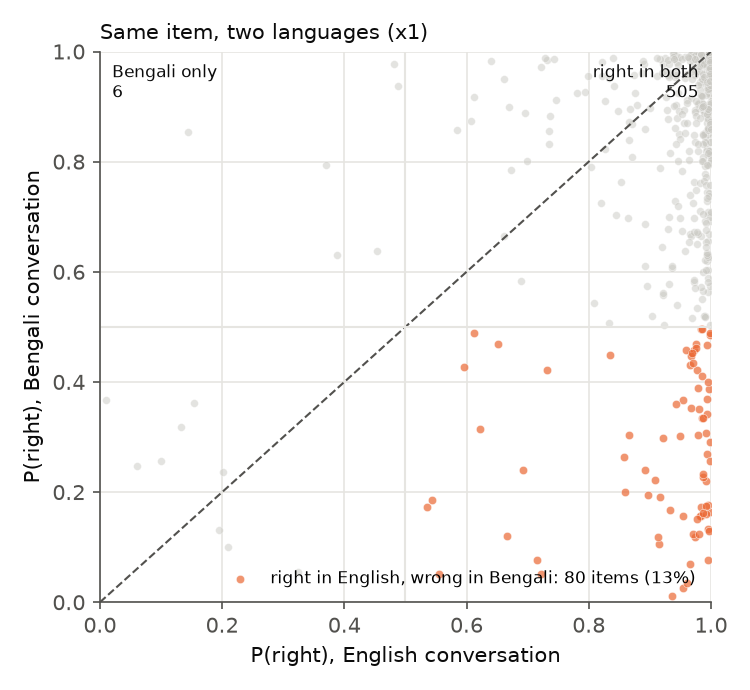 Same item, two languages (x1)
1.0
0.8
0.6
0.4
0.2
0.0
Bengali only
6
right in both
505
right in English, wrong in Bengali: 80 items (13%)
0.0 0.2 0.4 0.6 0.8 1.0
P(right), English conversation
P(right), Bengali conversation